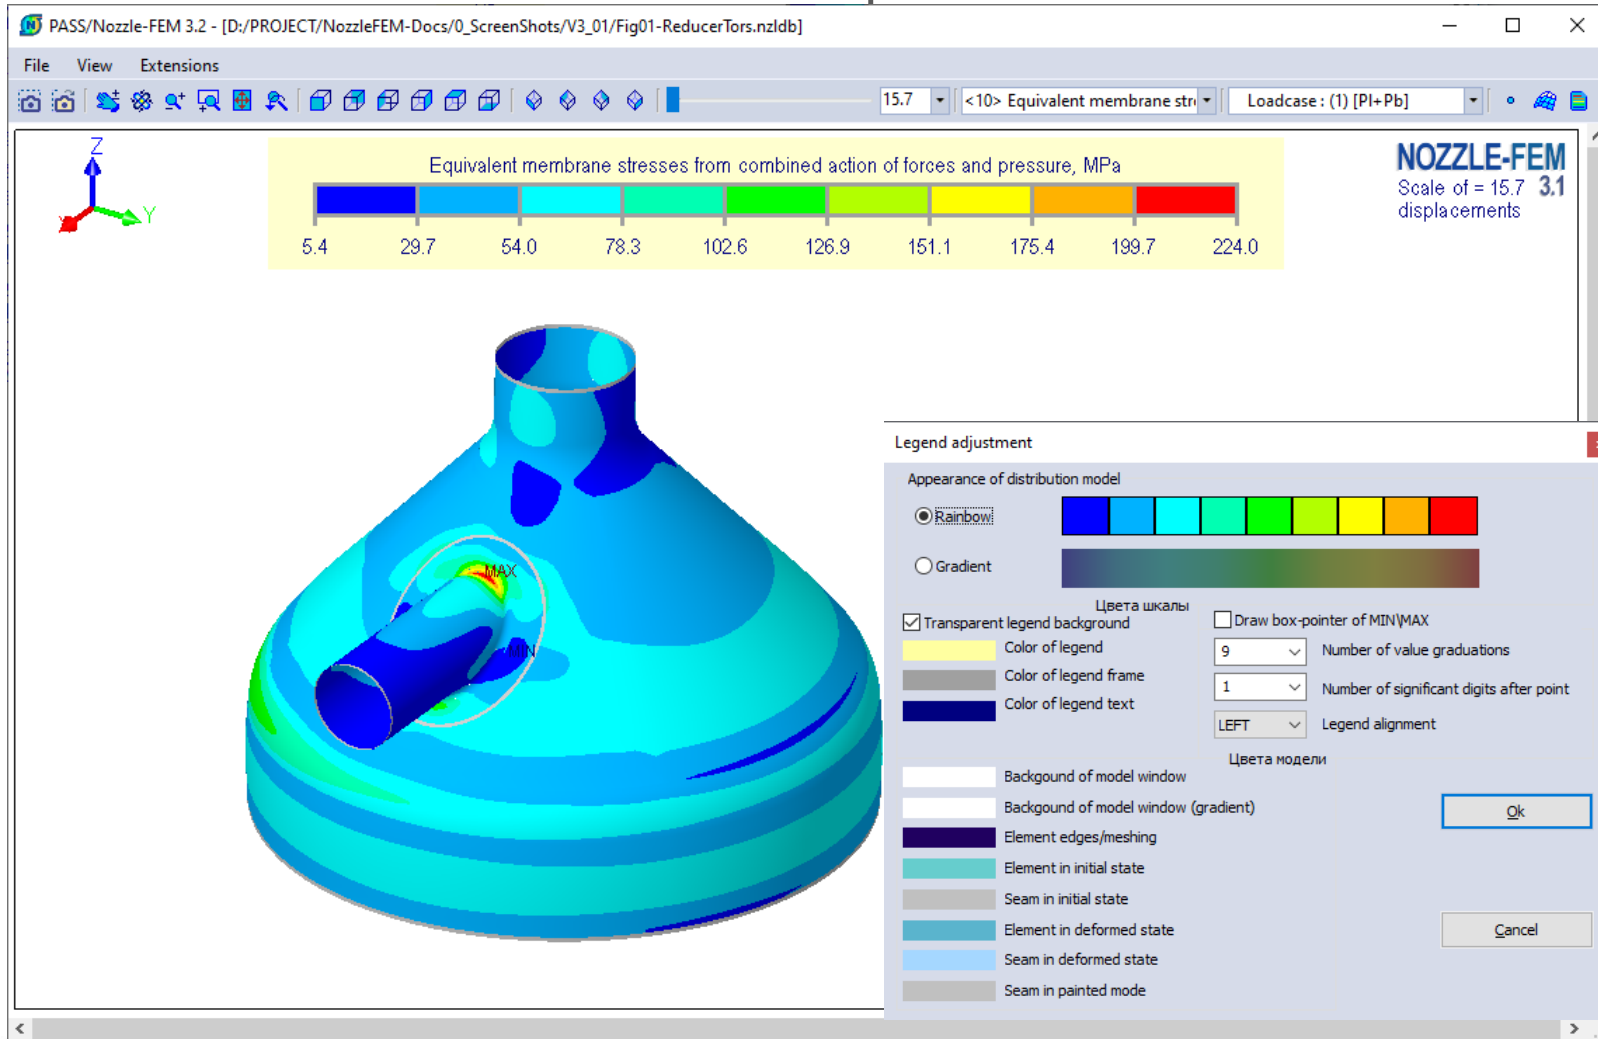 PASS/Nozzle-FEM 3.2 - [D:/PROJECT/NozzleFEM-Docs/0_ScreenShots/V3_01/Fig01-ReducerTors.nzldb]
File View Extensions
15.7 <10> Equivalent membrane stre Loadcase : (1) [Pl+Pb]
Z
Y
X
Equivalent membrane stresses from combined action of forces and pressure, MPa
5.4 29.7 54.0 78.3 102.6 126.9 151.1 175.4 199.7 224.0
NOZZLE-FEM
Scale of = 15.7 3.1
displacements
MAX
MIN
Legend adjustment
Appearance of distribution model
Rainbow
Gradient
Цвета шкалы
Transparent legend background Draw box-pointer of MIN\MAX
Color of legend 9 Number of value graduations
Color of legend frame 1 Number of significant digits after point
Color of legend text LEFT Legend alignment
Цвета модели
Backgound of model window
Backgound of model window (gradient) Ok
Element edges/meshing
Element in initial state
Seam in initial state
Element in deformed state Cancel
Seam in deformed state
Seam in painted mode